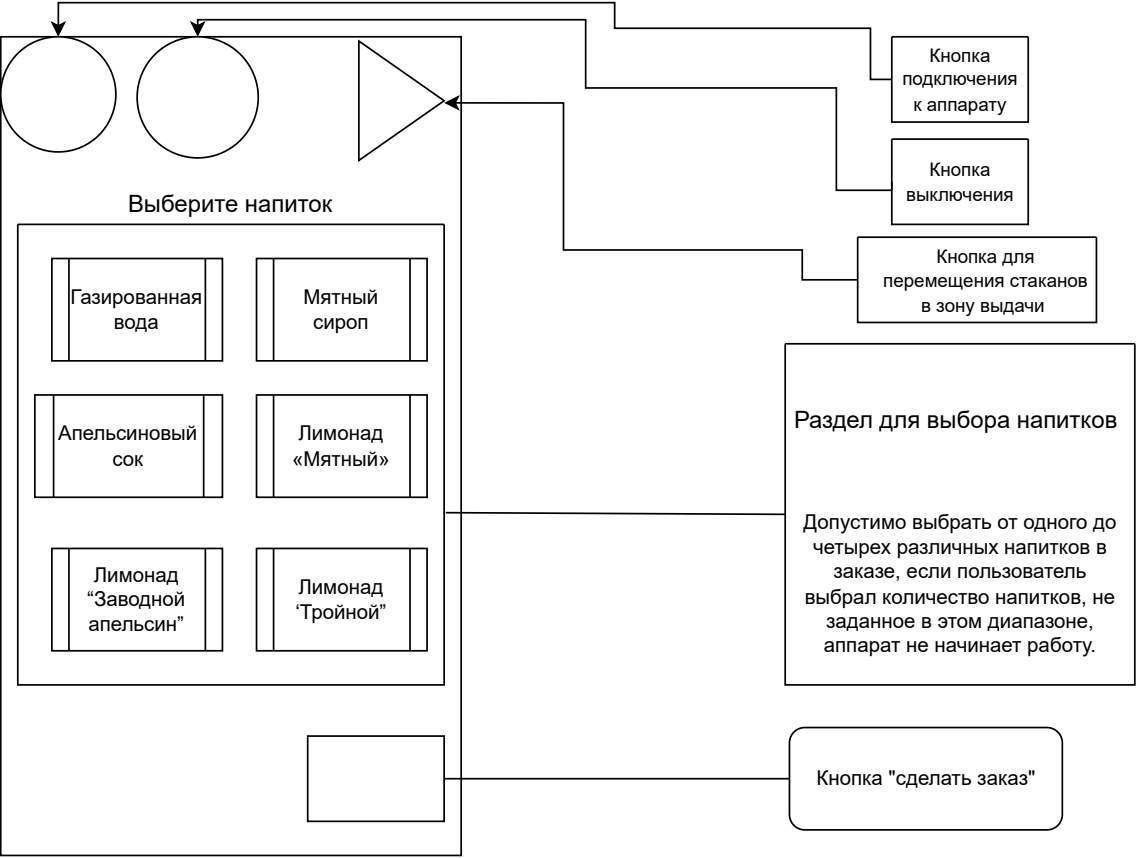 Кнопка
подключения
к аппарату
Кнопка
выключения
Кнопка для
перемещения стаканов
в зону выдачи
Выберите напиток
Газированная
вода
Мятный
сироп
Апельсиновый
сок
Лимонад
«Мятный»
Лимонад
“Заводной
апельсин”
Лимонад
‘Тройной”
Раздел для выбора напитков
Допустимо выбрать от одного до
четырех различных напитков в
заказе, если пользователь
выбрал количество напитков, не
заданное в этом диапазоне,
аппарат не начинает работу.
Кнопка "сделать заказ"